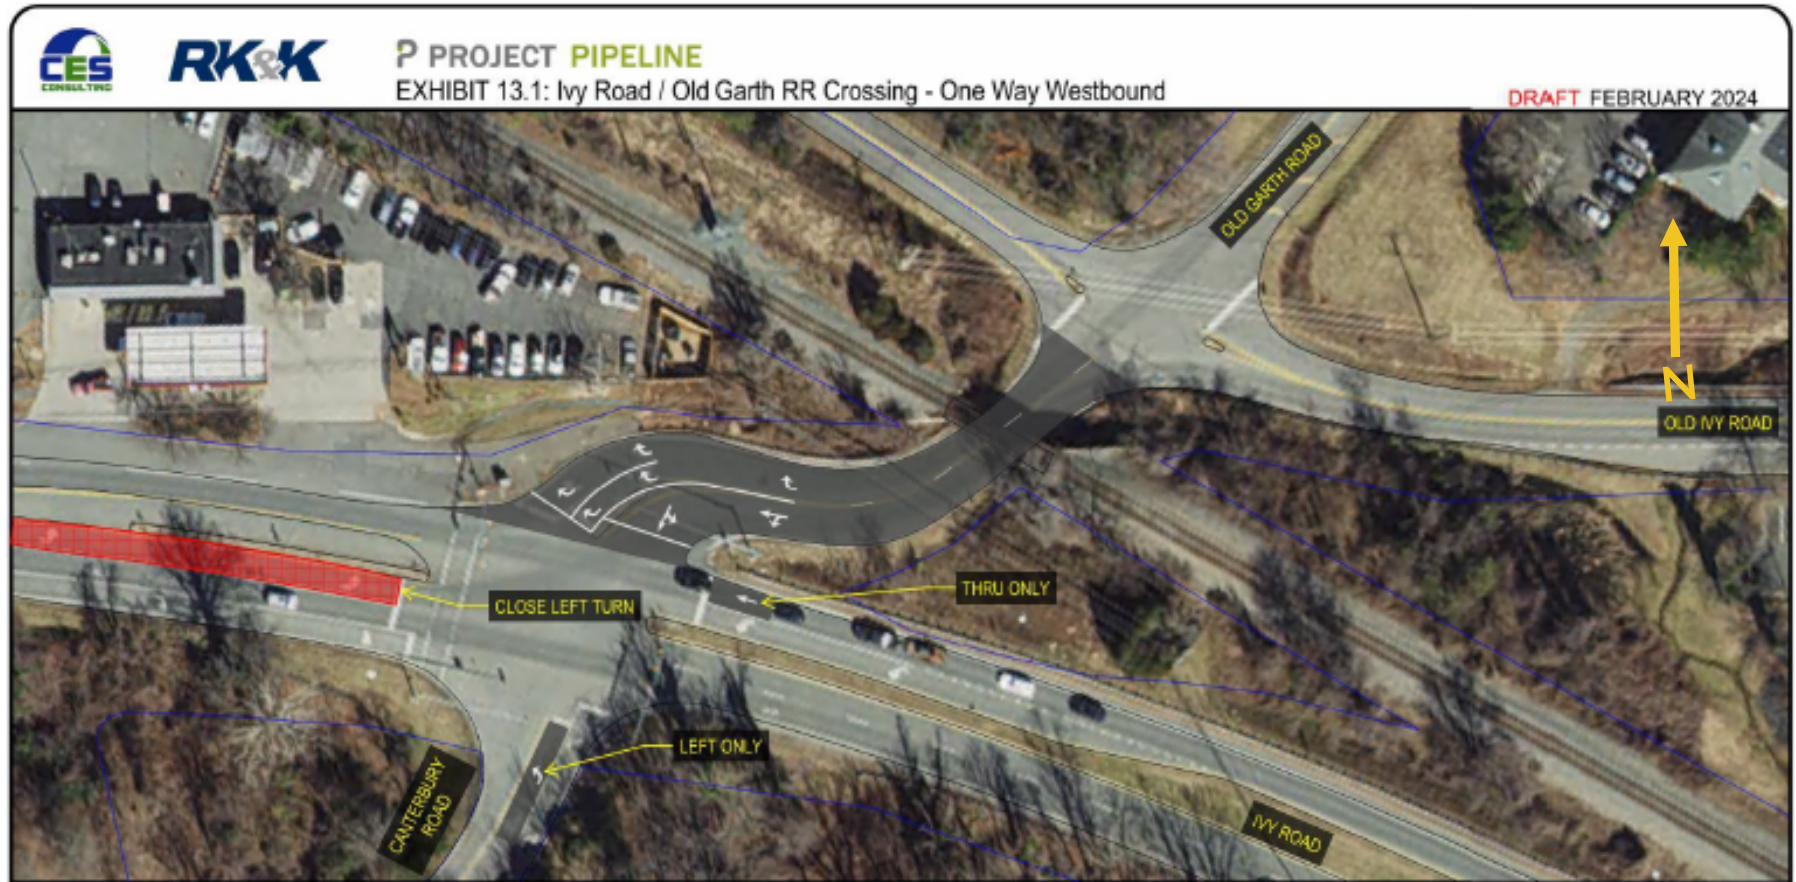 CES
CONSULTING
RK&K
P PROJECT PIPELINE
EXHIBIT 13.1: Ivy Road / Old Garth RR Crossing - One Way Westbound
DRAFT FEBRUARY 2024
OLD GARTH ROAD
N
OLD IVY ROAD
THRU ONLY
CLOSE LEFT TURN
LEFT ONLY
CANTERBURY
ROAD
IVY ROAD